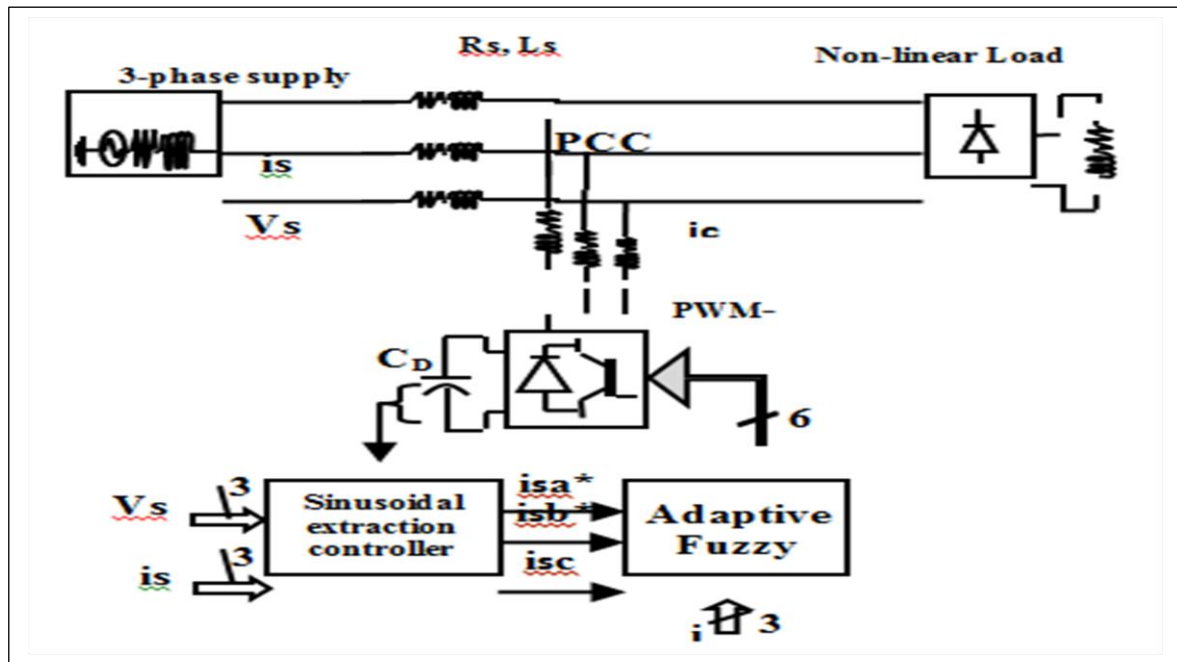 Rs, Ls
Non-linear Load
3-phase supply
PCC
is
Vs
ic
PWM-
CD
6
Vs
3
Sinusoidal
extraction
controller
isa*
isb*
isc
Adaptive
Fuzzy
is
3
i
3